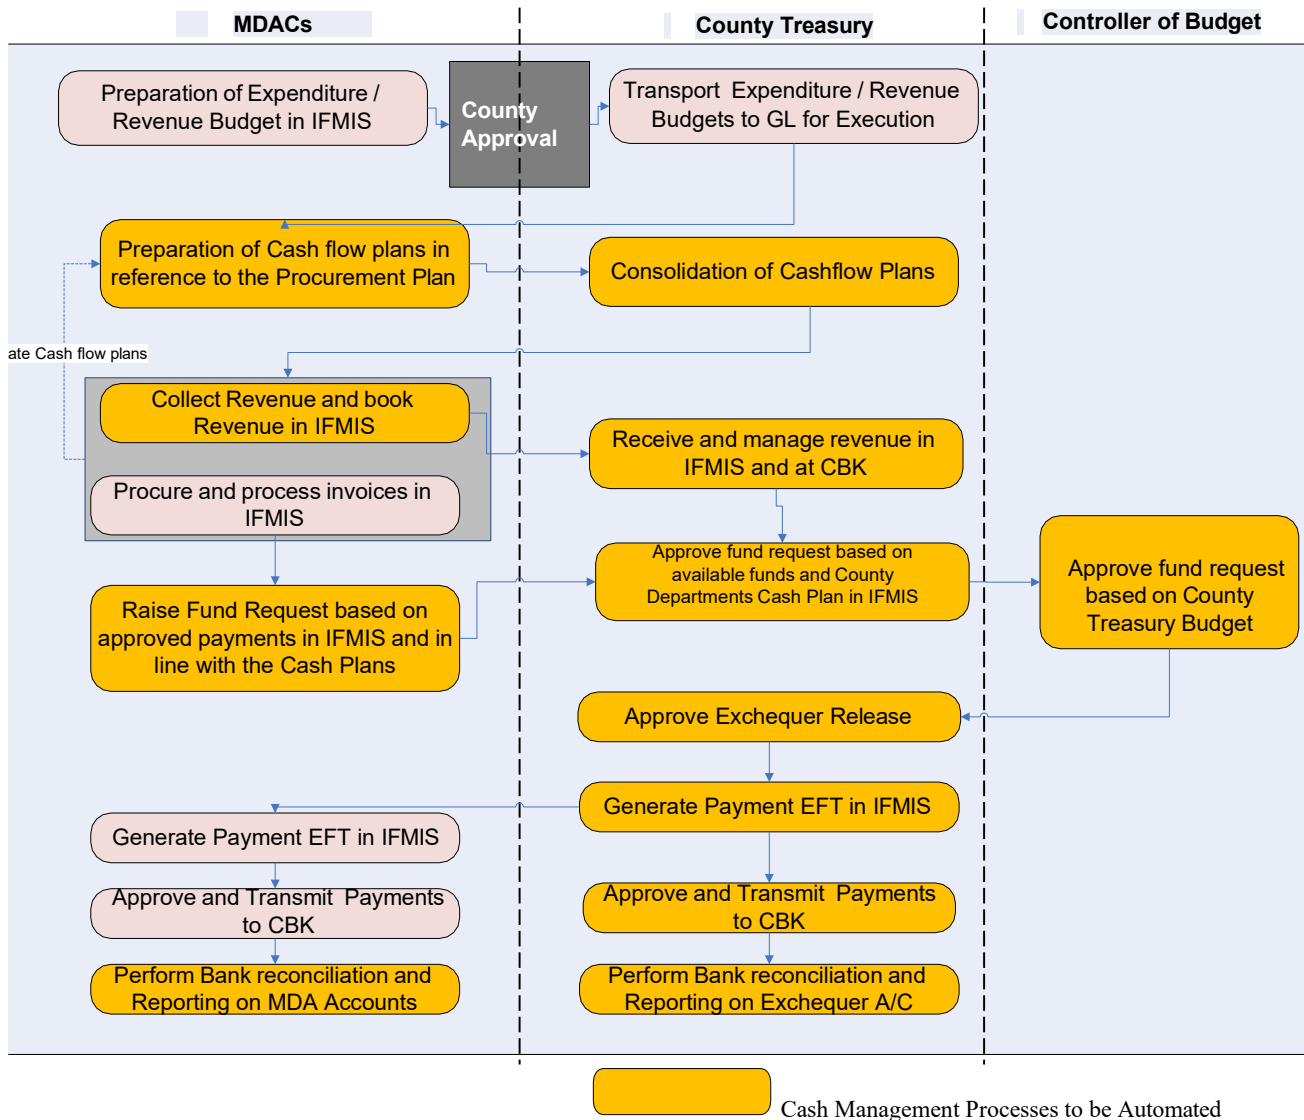 MDACs
County Treasury
Controller of Budget
Preparation of Expenditure /
Revenue Budget in IFMIS
County
Approval
Transport Expenditure / Revenue
Budgets to GL for Execution
Preparation of Cash flow plans in
reference to the Procurement Plan
Consolidation of Cashflow Plans
ate Cash flow plans
Collect Revenue and book
Revenue in IFMIS
Receive and manage revenue in
IFMIS and at CBK
Procure and process invoices in
IFMIS
Approve fund request based on
available funds and County
Departments Cash Plan in IFMIS
Approve fund request
based on County
Treasury Budget
Raise Fund Request based on
approved payments in IFMIS and in
line with the Cash Plans
Approve Exchequer Release
Generate Payment EFT in IFMIS
Generate Payment EFT in IFMIS
Approve and Transmit Payments
to CBK
Approve and Transmit Payments
to CBK
Perform Bank reconciliation and
Reporting on MDA Accounts
Perform Bank reconciliation and
Reporting on Exchequer A/C
Cash Management Processes to be Automated